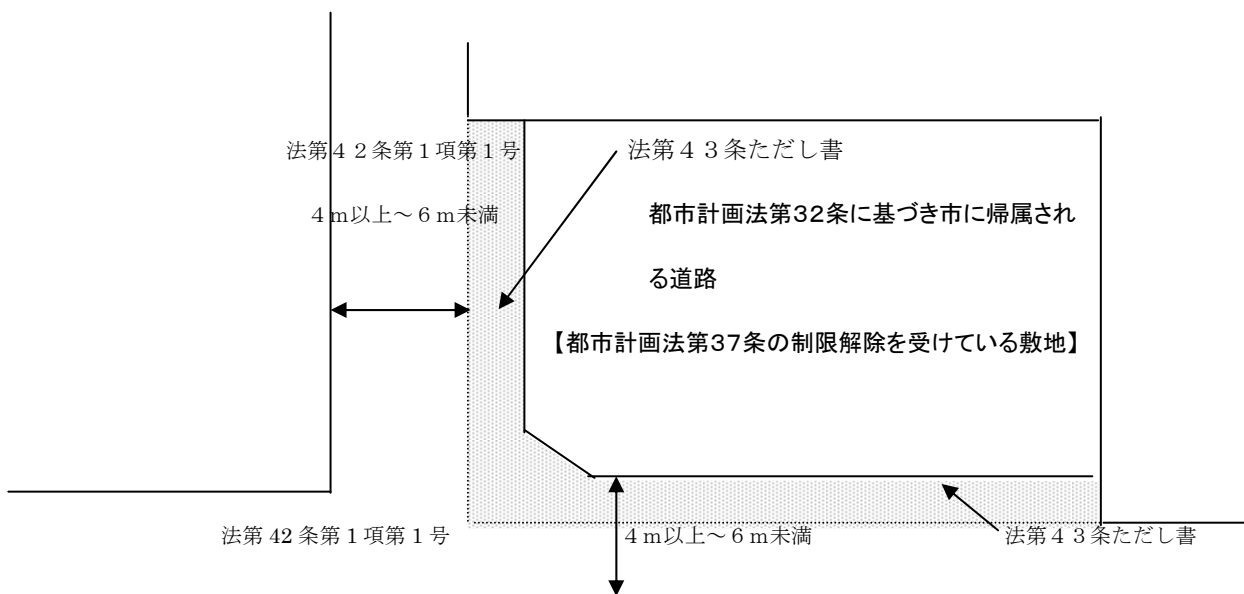 法第４２条第１項第１号
法第４３条ただし書
４ｍ以上～６ｍ未満
都市計画法第32条に基づき市に帰属され
る道路
【都市計画法第37条の制限解除を受けている敷地】
法第 42 条第１項第１号
４ｍ以上～６ｍ未満
法第４３条ただし書